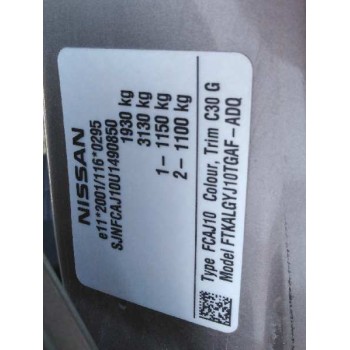 NISSAN
e11*2001/116*0295
SJNFCAJ10U1490850
1930 kg
3130 kg
1- 1150 kg
2- 1100 kg
Type FCAJ10 Colour, Trim C30 G
Model FTKALGYJ10TGAF-ADQ